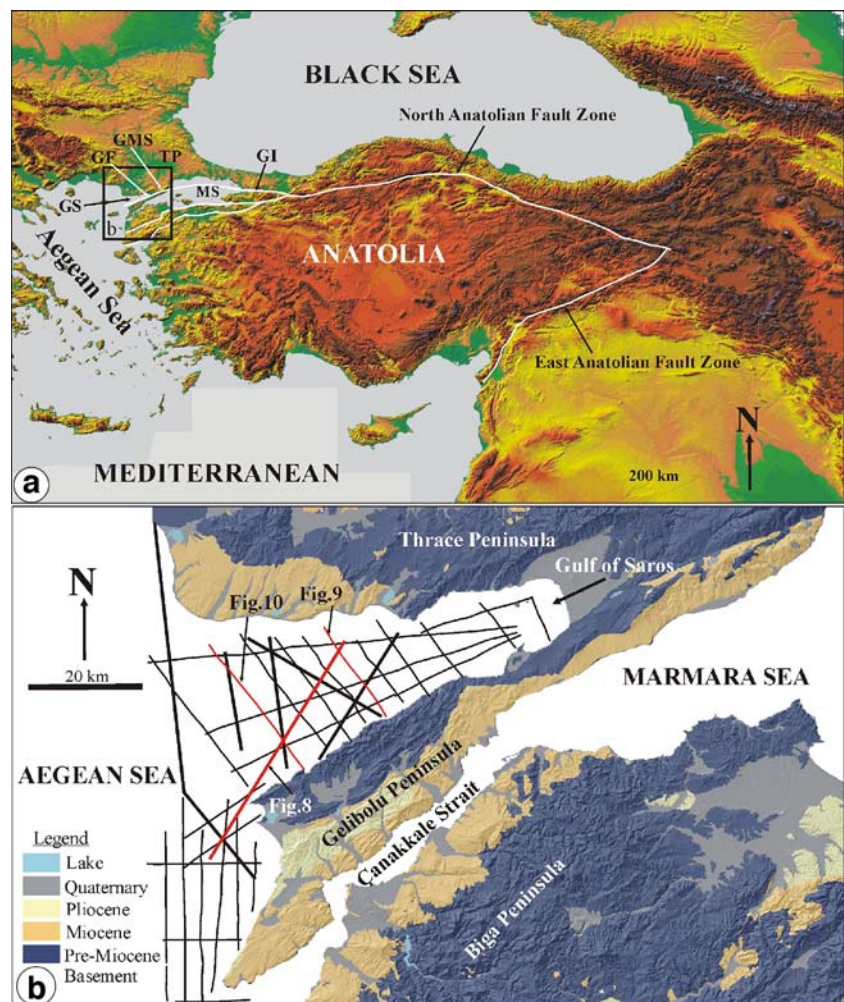 BLACK SEA
North Anatolian Fault Zone
GMS
GF
TP
GI
GS
MS
b
Aegean Sea
ANATOLIA
East Anatolian Fault Zone
N
MEDITERRANEAN
200 km
a
Thrace Peninsula
Gulf of Saros
N
Fig.10
Fig.9
20 km
MARMARA SEA
AEGEAN SEA
Gelibolu Peninsula
Fig.8
Çanakkale Strait
Biga Peninsula
Legend
Lake
Quaternary
Pliocene
Miocene
Pre-Miocene
Basement
b